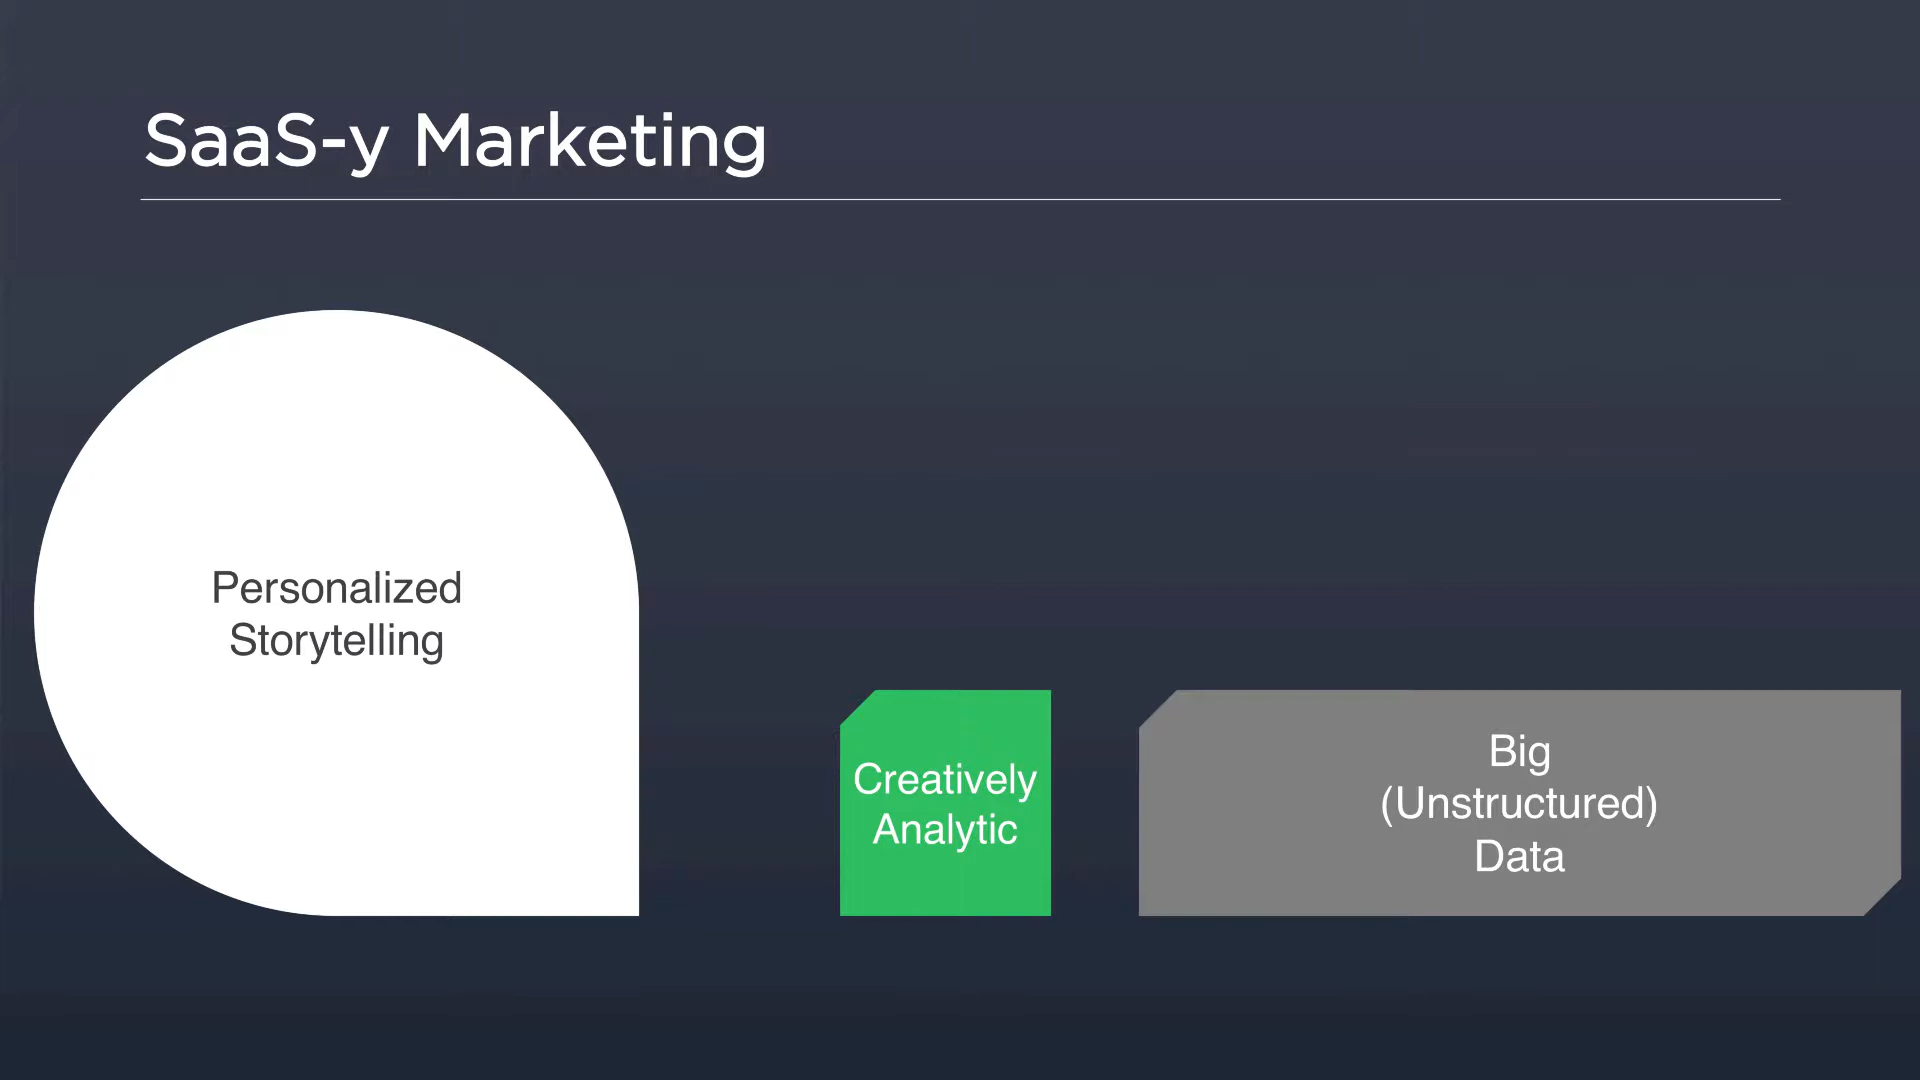 SaaS-y Marketing
Personalized
Storytelling
Creatively
Analytic
Big
(Unstructured)
Data